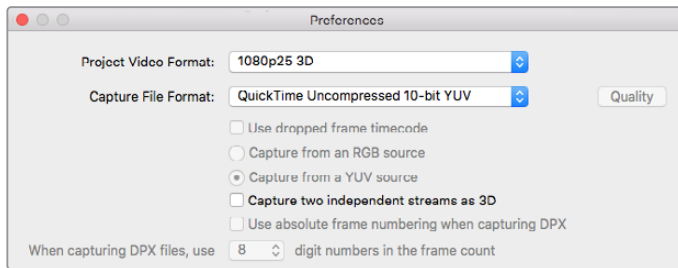 Preferences
Project Video Format: 1080p25 3D
Capture File Format: QuickTime Uncompressed 10-bit YUV Quality
Use dropped frame timecode
Capture from an RGB source
Capture from a YUV source
Capture two independent streams as 3D
Use absolute frame numbering when capturing DPX
When capturing DPX files, use 8 digit numbers in the frame count